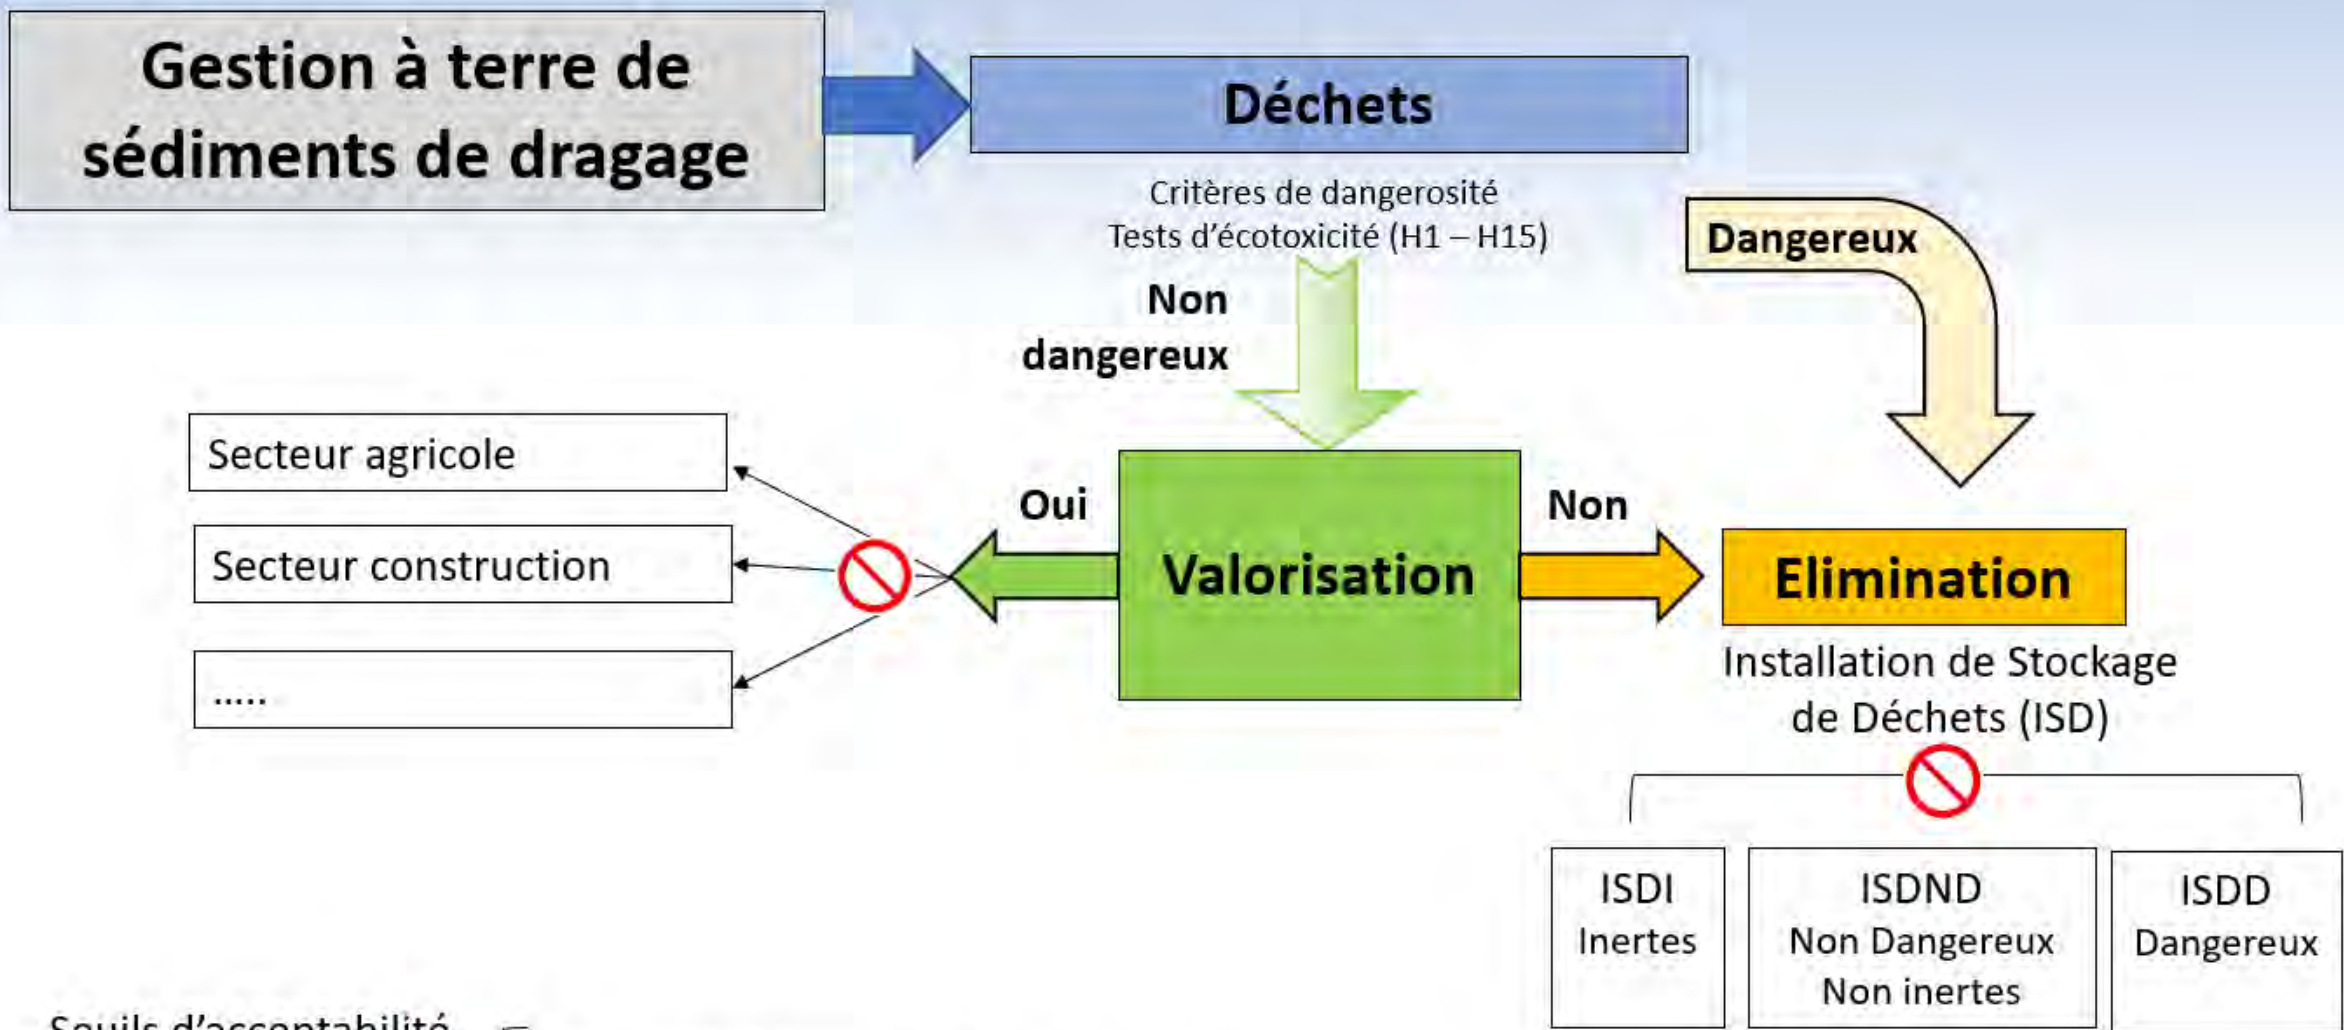 Gestion à terre de
sédiments de dragage
Déchets
Critères de dangerosité
Tests d'écotoxicité (H1 – H15)
Dangereux
Non
dangereux
Secteur agricole
Secteur construction
.....
Oui
Valorisation
Non
Elimination
Installation de Stockage
de Déchets (ISD)
ISDI
Inertes
ISDND
Non Dangereux
Non inertes
ISDD
Dangereux
Seuils d'acceptabilité